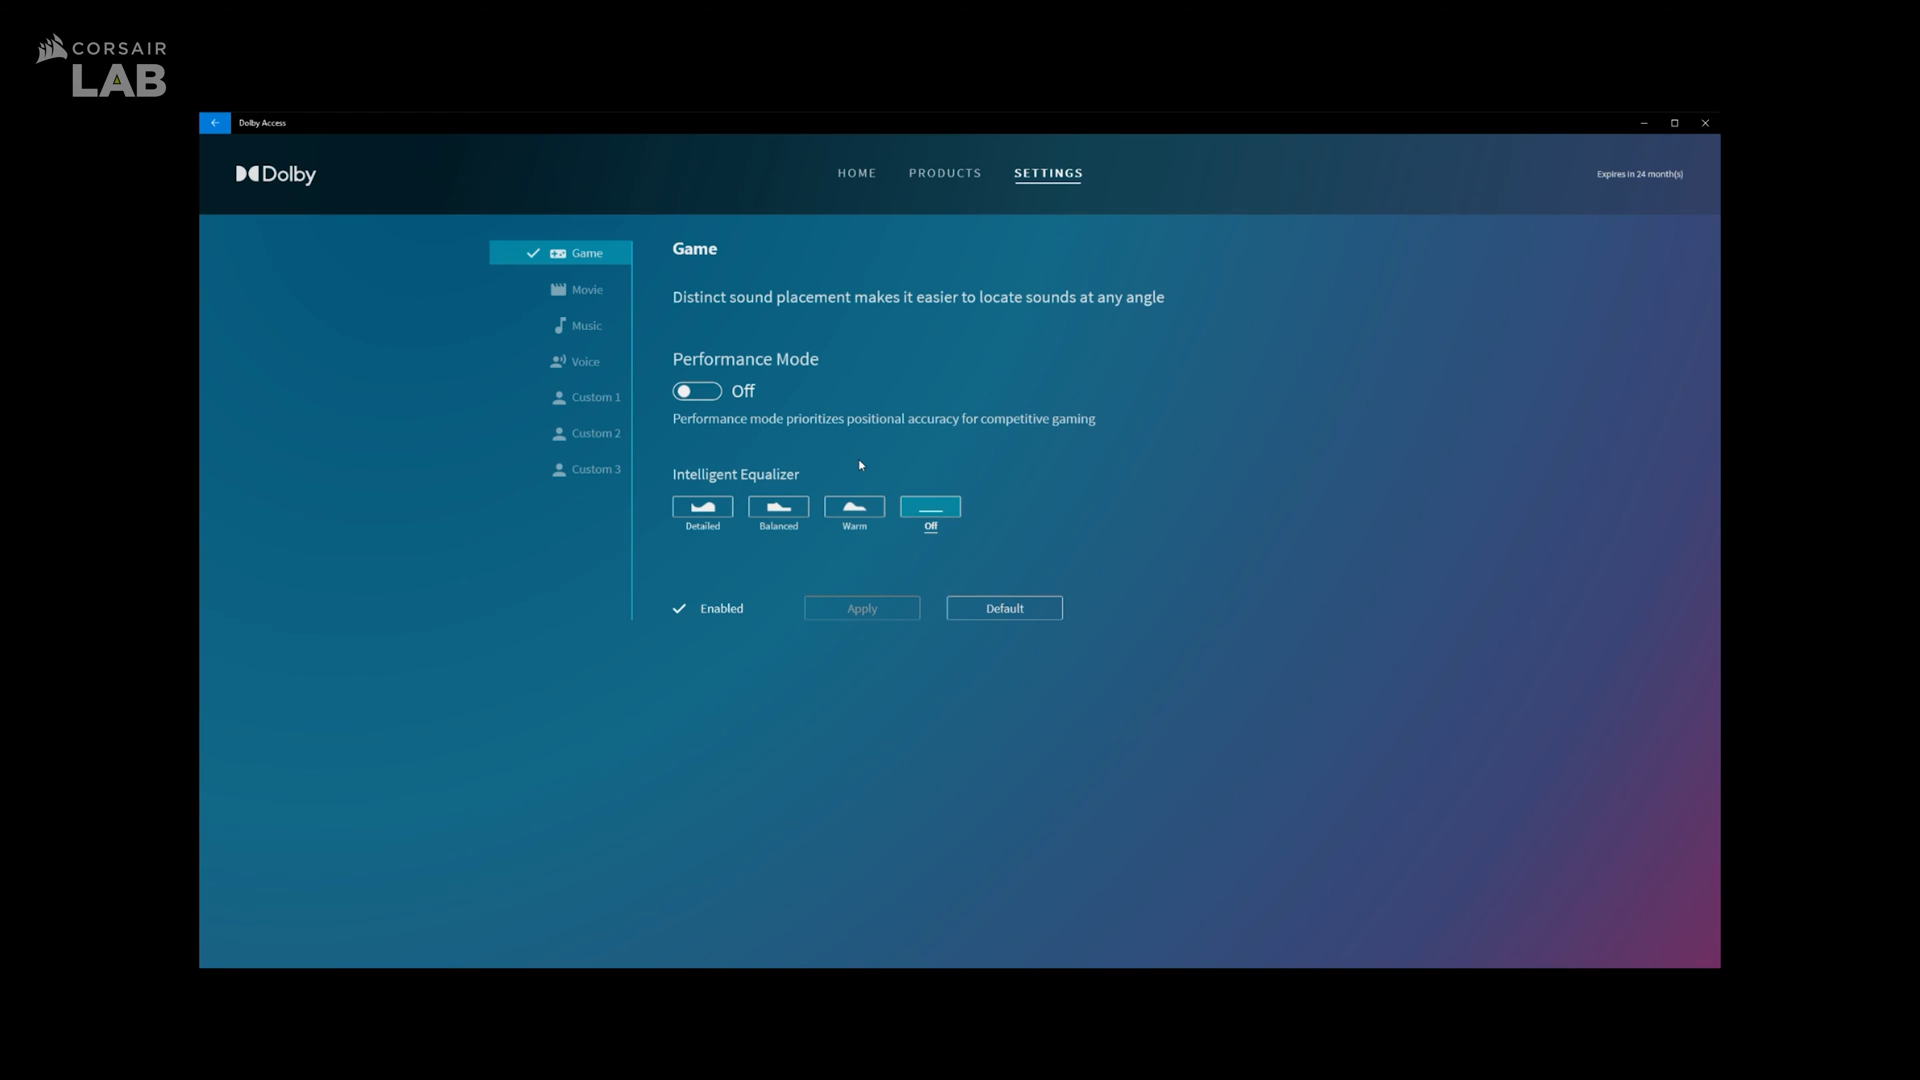 CORSAIR
LAB
Dolby Access
Dolby
HOME
PRODUCTS
SETTINGS
Expires in 24 month(s)
Game
Movie
Music
Voice
Custom 1
Custom 2
Custom 3
Game
Distinct sound placement makes it easier to locate sounds at any angle
Performance Mode
Off
Performance mode prioritizes positional accuracy for competitive gaming
Intelligent Equalizer
Detailed
Balanced
Warm
Off
Enabled
Apply
Default